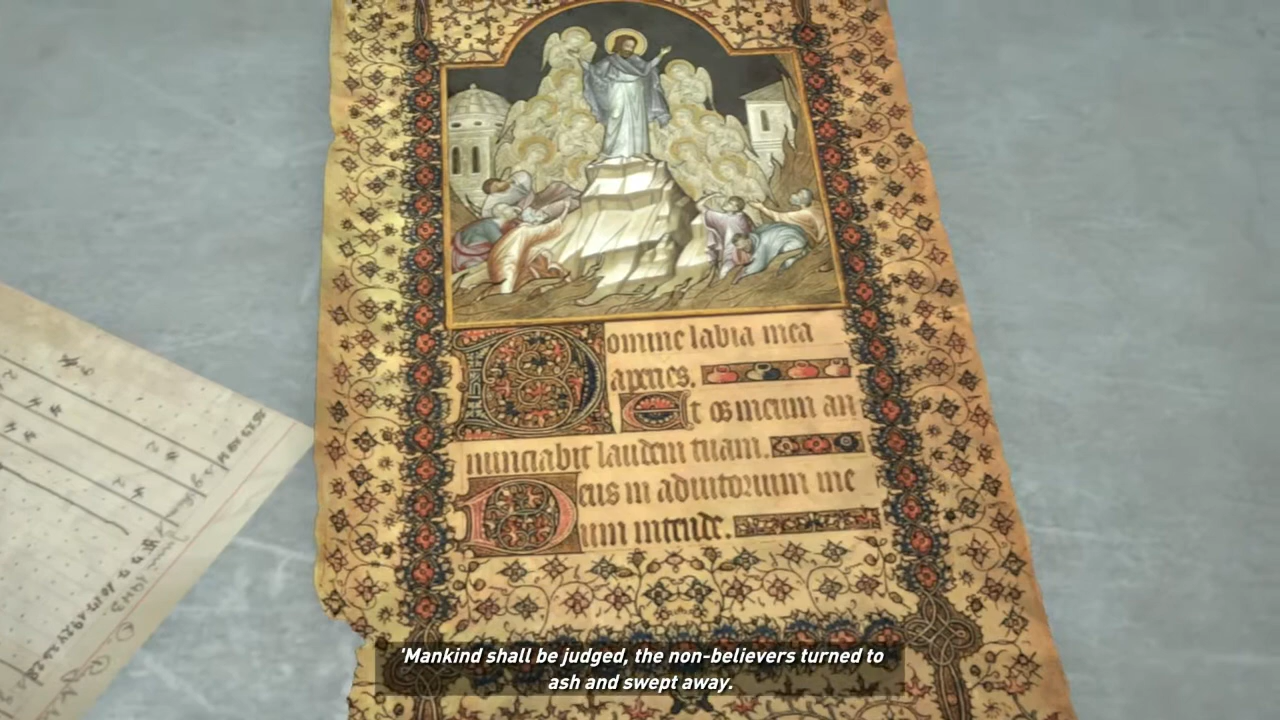 Domine labia mea
aperies.
Et os meum an
nunciabit laudem tuam.
Deus in adiutorium me
um intende.
'Mankind shall be judged, the non-believers turned to
ash and swept away.